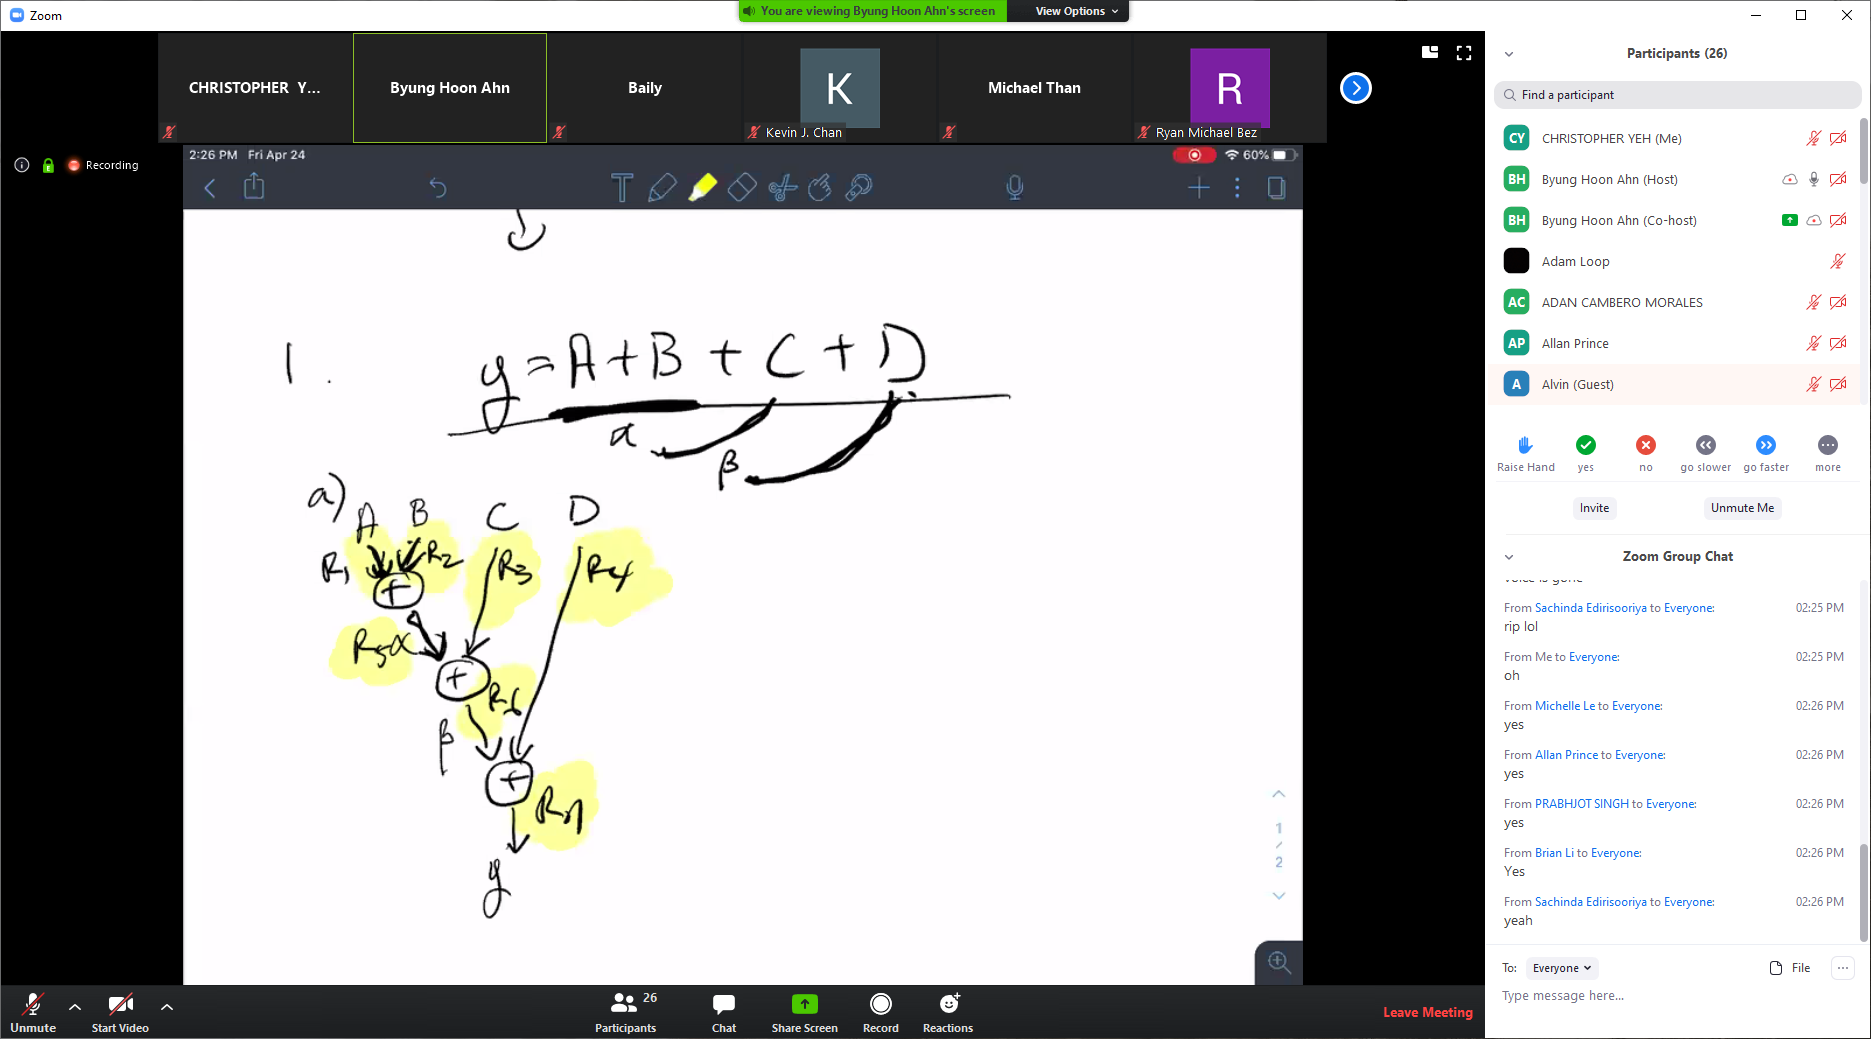 Zoom
You are viewing Byung Hoon Ahn's screen
View Options
CHRISTOPHER Y...
Byung Hoon Ahn
Baily
K
Kevin J. Chan
Michael Than
R
Ryan Michael Bez
Recording
2:26 PM Fri Apr 24
60%
1.
y = A + B + C + D
α
β
a)
A B C D
R1 R2 R3 R4
+
R5 α
+
R6
β
+
y
1
2
Unmute
Start Video
26
Participants
Chat
Share Screen
Record
Reactions
Leave Meeting
Participants (26)
Find a participant
CY CHRISTOPHER YEH (Me)
BH Byung Hoon Ahn (Host)
BH Byung Hoon Ahn (Co-host)
Adam Loop
AC ADAN CAMBERO MORALES
AP Allan Prince
A Alvin (Guest)
Raise Hand yes no go slower go faster more
Invite Unmute Me
Zoom Group Chat
voice is gone
From Sachinda Edirisooriya to Everyone: 02:25 PM
rip lol
From Me to Everyone: 02:25 PM
oh
From Michelle Le to Everyone: 02:26 PM
yes
From Allan Prince to Everyone: 02:26 PM
yes
From PRABHJOT SINGH to Everyone: 02:26 PM
yes
From Brian Li to Everyone: 02:26 PM
Yes
From Sachinda Edirisooriya to Everyone: 02:26 PM
yeah
To: Everyone File ...
Type message here...